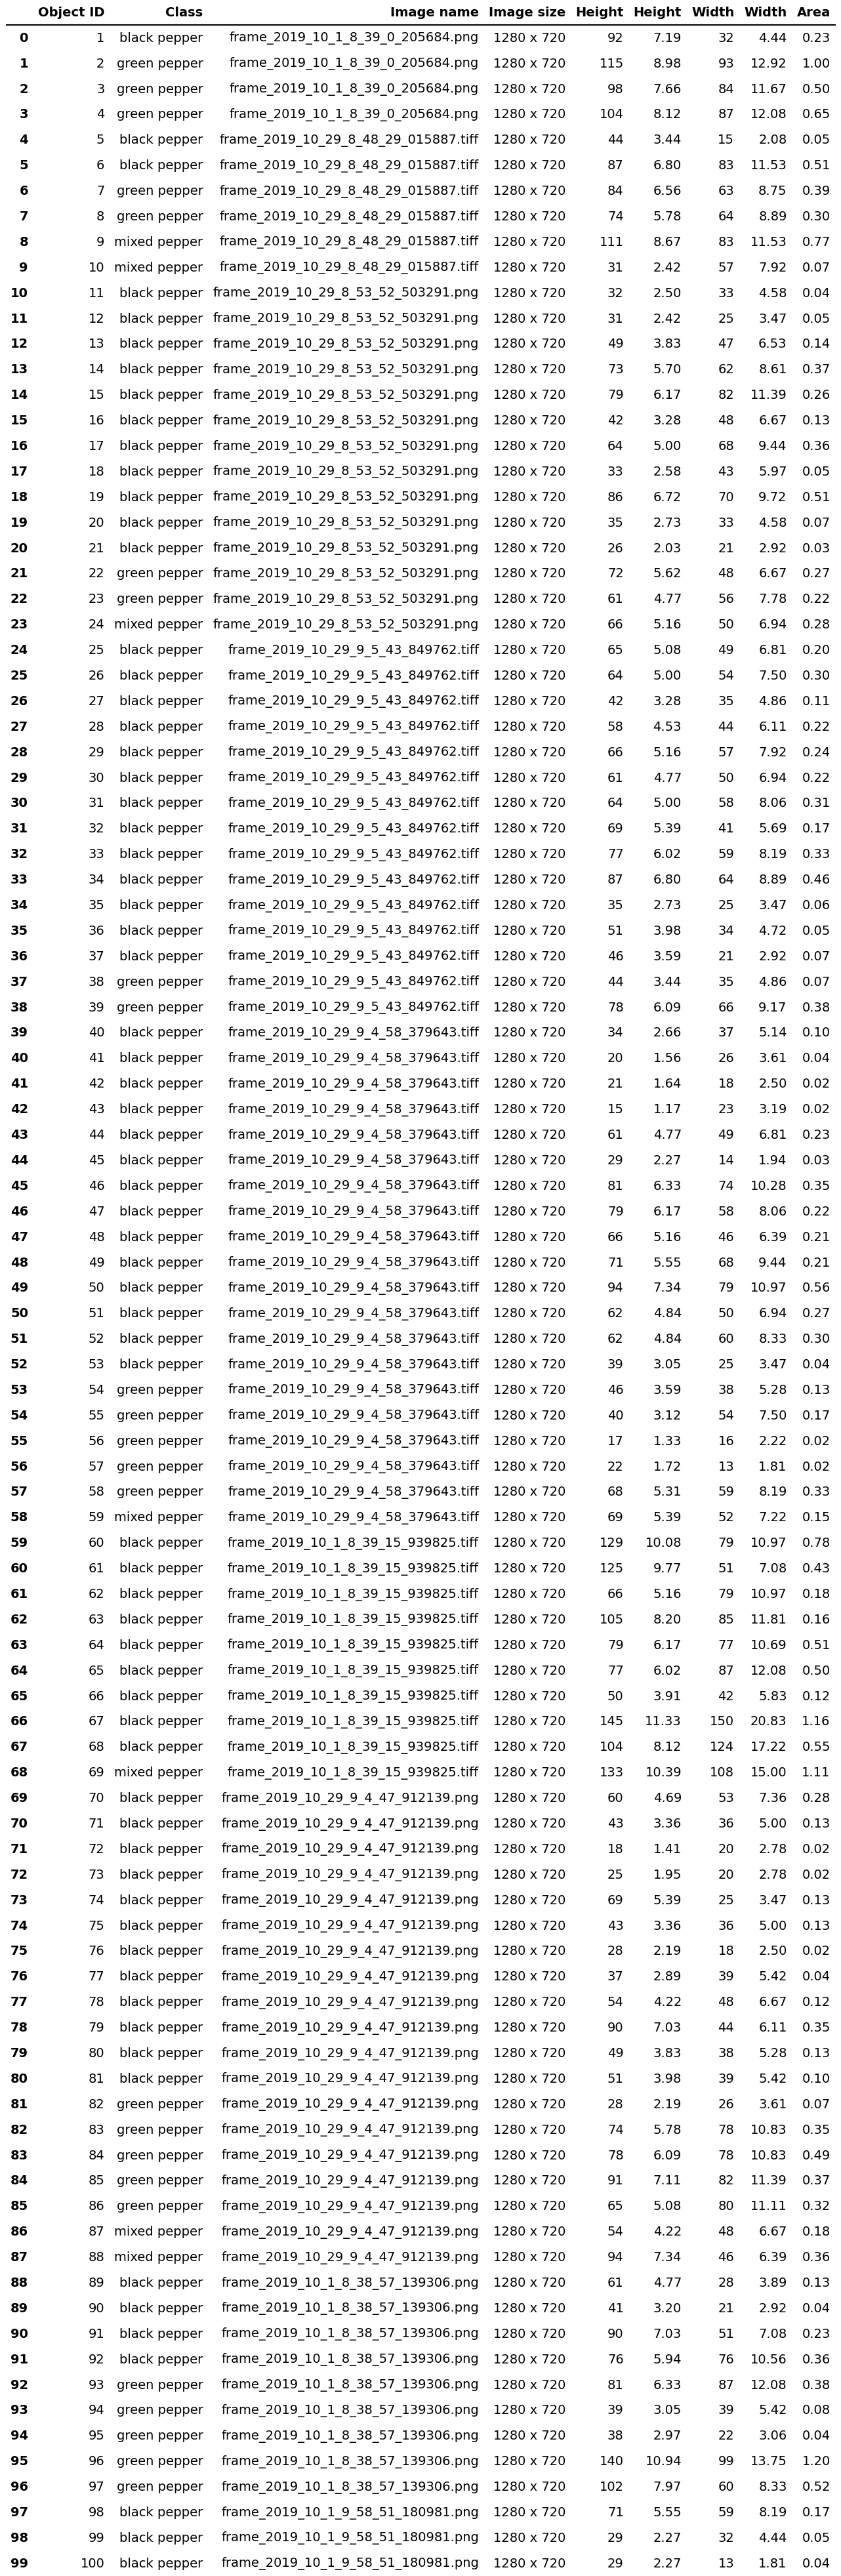 Object ID Class Image name Image size Height Height Width Width Area
0 1 black pepper frame_2019_10_1_8_39_0_205684.png 1280 x 720 92 7.19 32 4.44 0.23
1 2 green pepper frame_2019_10_1_8_39_0_205684.png 1280 x 720 115 8.98 93 12.92 1.00
2 3 green pepper frame_2019_10_1_8_39_0_205684.png 1280 x 720 98 7.66 84 11.67 0.50
3 4 green pepper frame_2019_10_1_8_39_0_205684.png 1280 x 720 104 8.12 87 12.08 0.65
4 5 black pepper frame_2019_10_29_8_48_29_015887.tiff 1280 x 720 44 3.44 15 2.08 0.05
5 6 black pepper frame_2019_10_29_8_48_29_015887.tiff 1280 x 720 87 6.80 83 11.53 0.51
6 7 green pepper frame_2019_10_29_8_48_29_015887.tiff 1280 x 720 84 6.56 63 8.75 0.39
7 8 green pepper frame_2019_10_29_8_48_29_015887.tiff 1280 x 720 74 5.78 64 8.89 0.30
8 9 mixed pepper frame_2019_10_29_8_48_29_015887.tiff 1280 x 720 111 8.67 83 11.53 0.77
9 10 mixed pepper frame_2019_10_29_8_48_29_015887.tiff 1280 x 720 31 2.42 57 7.92 0.07
10 11 black pepper frame_2019_10_29_8_53_52_503291.png 1280 x 720 32 2.50 33 4.58 0.04
11 12 black pepper frame_2019_10_29_8_53_52_503291.png 1280 x 720 31 2.42 25 3.47 0.05
12 13 black pepper frame_2019_10_29_8_53_52_503291.png 1280 x 720 49 3.83 47 6.53 0.14
13 14 black pepper frame_2019_10_29_8_53_52_503291.png 1280 x 720 73 5.70 62 8.61 0.37
14 15 black pepper frame_2019_10_29_8_53_52_503291.png 1280 x 720 79 6.17 82 11.39 0.26
15 16 black pepper frame_2019_10_29_8_53_52_503291.png 1280 x 720 42 3.28 48 6.67 0.13
16 17 black pepper frame_2019_10_29_8_53_52_503291.png 1280 x 720 64 5.00 68 9.44 0.36
17 18 black pepper frame_2019_10_29_8_53_52_503291.png 1280 x 720 33 2.58 43 5.97 0.05
18 19 black pepper frame_2019_10_29_8_53_52_503291.png 1280 x 720 86 6.72 70 9.72 0.51
19 20 black pepper frame_2019_10_29_8_53_52_503291.png 1280 x 720 35 2.73 33 4.58 0.07
20 21 black pepper frame_2019_10_29_8_53_52_503291.png 1280 x 720 26 2.03 21 2.92 0.03
21 22 green pepper frame_2019_10_29_8_53_52_503291.png 1280 x 720 72 5.62 48 6.67 0.27
22 23 green pepper frame_2019_10_29_8_53_52_503291.png 1280 x 720 61 4.77 56 7.78 0.22
23 24 mixed pepper frame_2019_10_29_8_53_52_503291.png 1280 x 720 66 5.16 50 6.94 0.28
24 25 black pepper frame_2019_10_29_9_5_43_849762.tiff 1280 x 720 65 5.08 49 6.81 0.20
25 26 black pepper frame_2019_10_29_9_5_43_849762.tiff 1280 x 720 64 5.00 54 7.50 0.30
26 27 black pepper frame_2019_10_29_9_5_43_849762.tiff 1280 x 720 42 3.28 35 4.86 0.11
27 28 black pepper frame_2019_10_29_9_5_43_849762.tiff 1280 x 720 58 4.53 44 6.11 0.22
28 29 black pepper frame_2019_10_29_9_5_43_849762.tiff 1280 x 720 66 5.16 57 7.92 0.24
29 30 black pepper frame_2019_10_29_9_5_43_849762.tiff 1280 x 720 61 4.77 50 6.94 0.22
30 31 black pepper frame_2019_10_29_9_5_43_849762.tiff 1280 x 720 64 5.00 58 8.06 0.31
31 32 black pepper frame_2019_10_29_9_5_43_849762.tiff 1280 x 720 69 5.39 41 5.69 0.17
32 33 black pepper frame_2019_10_29_9_5_43_849762.tiff 1280 x 720 77 6.02 59 8.19 0.33
33 34 black pepper frame_2019_10_29_9_5_43_849762.tiff 1280 x 720 87 6.80 64 8.89 0.46
34 35 black pepper frame_2019_10_29_9_5_43_849762.tiff 1280 x 720 35 2.73 25 3.47 0.06
35 36 black pepper frame_2019_10_29_9_5_43_849762.tiff 1280 x 720 51 3.98 34 4.72 0.05
36 37 black pepper frame_2019_10_29_9_5_43_849762.tiff 1280 x 720 46 3.59 21 2.92 0.07
37 38 green pepper frame_2019_10_29_9_5_43_849762.tiff 1280 x 720 44 3.44 35 4.86 0.07
38 39 green pepper frame_2019_10_29_9_5_43_849762.tiff 1280 x 720 78 6.09 66 9.17 0.38
39 40 black pepper frame_2019_10_29_9_4_58_379643.tiff 1280 x 720 34 2.66 37 5.14 0.10
40 41 black pepper frame_2019_10_29_9_4_58_379643.tiff 1280 x 720 20 1.56 26 3.61 0.04
41 42 black pepper frame_2019_10_29_9_4_58_379643.tiff 1280 x 720 21 1.64 18 2.50 0.02
42 43 black pepper frame_2019_10_29_9_4_58_379643.tiff 1280 x 720 15 1.17 23 3.19 0.02
43 44 black pepper frame_2019_10_29_9_4_58_379643.tiff 1280 x 720 61 4.77 49 6.81 0.23
44 45 black pepper frame_2019_10_29_9_4_58_379643.tiff 1280 x 720 29 2.27 14 1.94 0.03
45 46 black pepper frame_2019_10_29_9_4_58_379643.tiff 1280 x 720 81 6.33 74 10.28 0.35
46 47 black pepper frame_2019_10_29_9_4_58_379643.tiff 1280 x 720 79 6.17 58 8.06 0.22
47 48 black pepper frame_2019_10_29_9_4_58_379643.tiff 1280 x 720 66 5.16 46 6.39 0.21
48 49 black pepper frame_2019_10_29_9_4_58_379643.tiff 1280 x 720 71 5.55 68 9.44 0.21
49 50 black pepper frame_2019_10_29_9_4_58_379643.tiff 1280 x 720 94 7.34 79 10.97 0.56
50 51 black pepper frame_2019_10_29_9_4_58_379643.tiff 1280 x 720 62 4.84 50 6.94 0.27
51 52 black pepper frame_2019_10_29_9_4_58_379643.tiff 1280 x 720 62 4.84 60 8.33 0.30
52 53 black pepper frame_2019_10_29_9_4_58_379643.tiff 1280 x 720 39 3.05 25 3.47 0.04
53 54 green pepper frame_2019_10_29_9_4_58_379643.tiff 1280 x 720 46 3.59 38 5.28 0.13
54 55 green pepper frame_2019_10_29_9_4_58_379643.tiff 1280 x 720 40 3.12 54 7.50 0.17
55 56 green pepper frame_2019_10_29_9_4_58_379643.tiff 1280 x 720 17 1.33 16 2.22 0.02
56 57 green pepper frame_2019_10_29_9_4_58_379643.tiff 1280 x 720 22 1.72 13 1.81 0.02
57 58 green pepper frame_2019_10_29_9_4_58_379643.tiff 1280 x 720 68 5.31 59 8.19 0.33
58 59 mixed pepper frame_2019_10_29_9_4_58_379643.tiff 1280 x 720 69 5.39 52 7.22 0.15
59 60 black pepper frame_2019_10_1_8_39_15_939825.tiff 1280 x 720 129 10.08 79 10.97 0.78
60 61 black pepper frame_2019_10_1_8_39_15_939825.tiff 1280 x 720 125 9.77 51 7.08 0.43
61 62 black pepper frame_2019_10_1_8_39_15_939825.tiff 1280 x 720 66 5.16 79 10.97 0.18
62 63 black pepper frame_2019_10_1_8_39_15_939825.tiff 1280 x 720 105 8.20 85 11.81 0.16
63 64 black pepper frame_2019_10_1_8_39_15_939825.tiff 1280 x 720 79 6.17 77 10.69 0.51
64 65 black pepper frame_2019_10_1_8_39_15_939825.tiff 1280 x 720 77 6.02 87 12.08 0.50
65 66 black pepper frame_2019_10_1_8_39_15_939825.tiff 1280 x 720 50 3.91 42 5.83 0.12
66 67 black pepper frame_2019_10_1_8_39_15_939825.tiff 1280 x 720 145 11.33 150 20.83 1.16
67 68 black pepper frame_2019_10_1_8_39_15_939825.tiff 1280 x 720 104 8.12 124 17.22 0.55
68 69 mixed pepper frame_2019_10_1_8_39_15_939825.tiff 1280 x 720 133 10.39 108 15.00 1.11
69 70 black pepper frame_2019_10_29_9_4_47_912139.png 1280 x 720 60 4.69 53 7.36 0.28
70 71 black pepper frame_2019_10_29_9_4_47_912139.png 1280 x 720 43 3.36 36 5.00 0.13
71 72 black pepper frame_2019_10_29_9_4_47_912139.png 1280 x 720 18 1.41 20 2.78 0.02
72 73 black pepper frame_2019_10_29_9_4_47_912139.png 1280 x 720 25 1.95 20 2.78 0.02
73 74 black pepper frame_2019_10_29_9_4_47_912139.png 1280 x 720 69 5.39 25 3.47 0.13
74 75 black pepper frame_2019_10_29_9_4_47_912139.png 1280 x 720 43 3.36 36 5.00 0.13
75 76 black pepper frame_2019_10_29_9_4_47_912139.png 1280 x 720 28 2.19 18 2.50 0.02
76 77 black pepper frame_2019_10_29_9_4_47_912139.png 1280 x 720 37 2.89 39 5.42 0.04
77 78 black pepper frame_2019_10_29_9_4_47_912139.png 1280 x 720 54 4.22 48 6.67 0.12
78 79 black pepper frame_2019_10_29_9_4_47_912139.png 1280 x 720 90 7.03 44 6.11 0.35
79 80 black pepper frame_2019_10_29_9_4_47_912139.png 1280 x 720 49 3.83 38 5.28 0.13
80 81 black pepper frame_2019_10_29_9_4_47_912139.png 1280 x 720 51 3.98 39 5.42 0.10
81 82 green pepper frame_2019_10_29_9_4_47_912139.png 1280 x 720 28 2.19 26 3.61 0.07
82 83 green pepper frame_2019_10_29_9_4_47_912139.png 1280 x 720 74 5.78 78 10.83 0.35
83 84 green pepper frame_2019_10_29_9_4_47_912139.png 1280 x 720 78 6.09 78 10.83 0.49
84 85 green pepper frame_2019_10_29_9_4_47_912139.png 1280 x 720 91 7.11 82 11.39 0.37
85 86 green pepper frame_2019_10_29_9_4_47_912139.png 1280 x 720 65 5.08 80 11.11 0.32
86 87 mixed pepper frame_2019_10_29_9_4_47_912139.png 1280 x 720 54 4.22 48 6.67 0.18
87 88 mixed pepper frame_2019_10_29_9_4_47_912139.png 1280 x 720 94 7.34 46 6.39 0.36
88 89 black pepper frame_2019_10_1_8_38_57_139306.png 1280 x 720 61 4.77 28 3.89 0.13
89 90 black pepper frame_2019_10_1_8_38_57_139306.png 1280 x 720 41 3.20 21 2.92 0.04
90 91 black pepper frame_2019_10_1_8_38_57_139306.png 1280 x 720 90 7.03 51 7.08 0.23
91 92 black pepper frame_2019_10_1_8_38_57_139306.png 1280 x 720 76 5.94 76 10.56 0.36
92 93 green pepper frame_2019_10_1_8_38_57_139306.png 1280 x 720 81 6.33 87 12.08 0.38
93 94 green pepper frame_2019_10_1_8_38_57_139306.png 1280 x 720 39 3.05 39 5.42 0.08
94 95 green pepper frame_2019_10_1_8_38_57_139306.png 1280 x 720 38 2.97 22 3.06 0.04
95 96 green pepper frame_2019_10_1_8_38_57_139306.png 1280 x 720 140 10.94 99 13.75 1.20
96 97 green pepper frame_2019_10_1_8_38_57_139306.png 1280 x 720 102 7.97 60 8.33 0.52
97 98 black pepper frame_2019_10_1_9_58_51_180981.png 1280 x 720 71 5.55 59 8.19 0.17
98 99 black pepper frame_2019_10_1_9_58_51_180981.png 1280 x 720 29 2.27 32 4.44 0.05
99 100 black pepper frame_2019_10_1_9_58_51_180981.png 1280 x 720 29 2.27 13 1.81 0.04